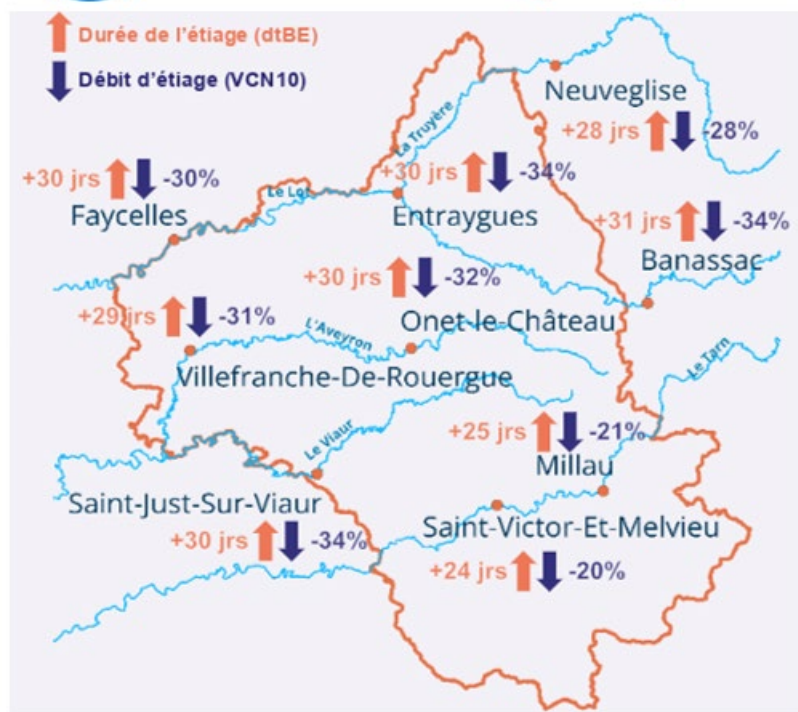 Durée de l'étiage (dtBE)
Débit d'étiage (VCN10)
Neuveglise
+28 jrs -28%
La Truyère
+30 jrs -34%
Entraygues
+30 jrs -30%
Faycelles
Le Lot
+31 jrs -34%
Banassac
+30 jrs -32%
Onet-le-Château
+29 jrs -31%
L'Aveyron
Villefranche-De-Rouergue
Le Tarn
+25 jrs -21%
Millau
Le Viaur
Saint-Just-Sur-Viaur
+30 jrs -34%
Saint-Victor-Et-Melvieu
+24 jrs -20%